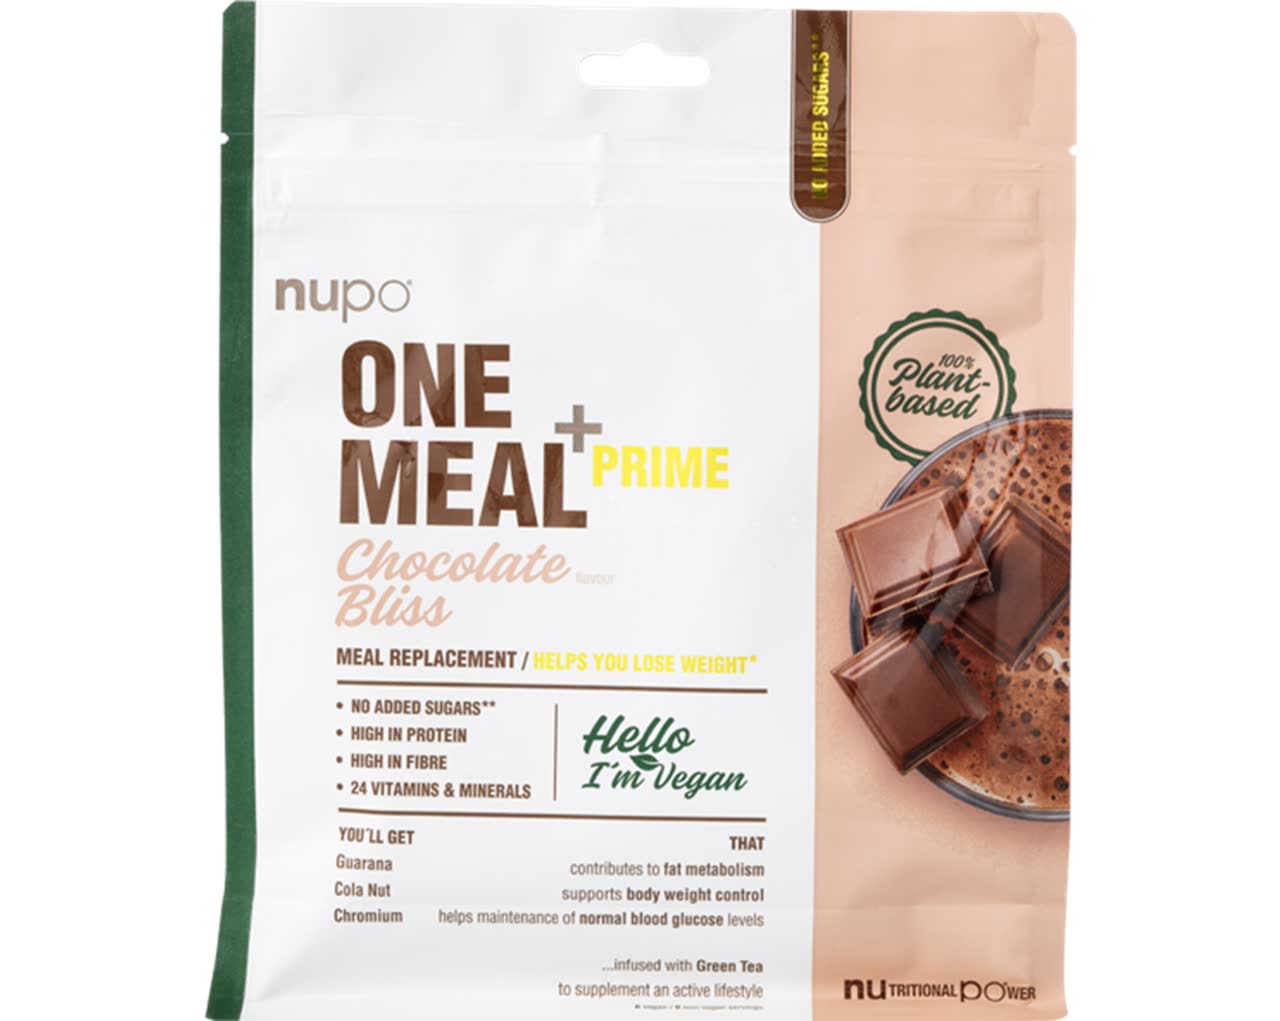 NO ADDED SUGARS**
nupo®
ONE
MEAL+
PRIME
Chocolate flavour
Bliss
MEAL REPLACEMENT / HELPS YOU LOSE WEIGHT*
• NO ADDED SUGARS**
• HIGH IN PROTEIN
• HIGH IN FIBRE
• 24 VITAMINS & MINERALS
Hello
I'm Vegan
YOU'LL GET THAT
Guarana contributes to fat metabolism
Cola Nut supports body weight control
Chromium helps maintenance of normal blood glucose levels
...infused with Green Tea
to supplement an active lifestyle
100%
Plant-
based
nuTRITIONAL poWER